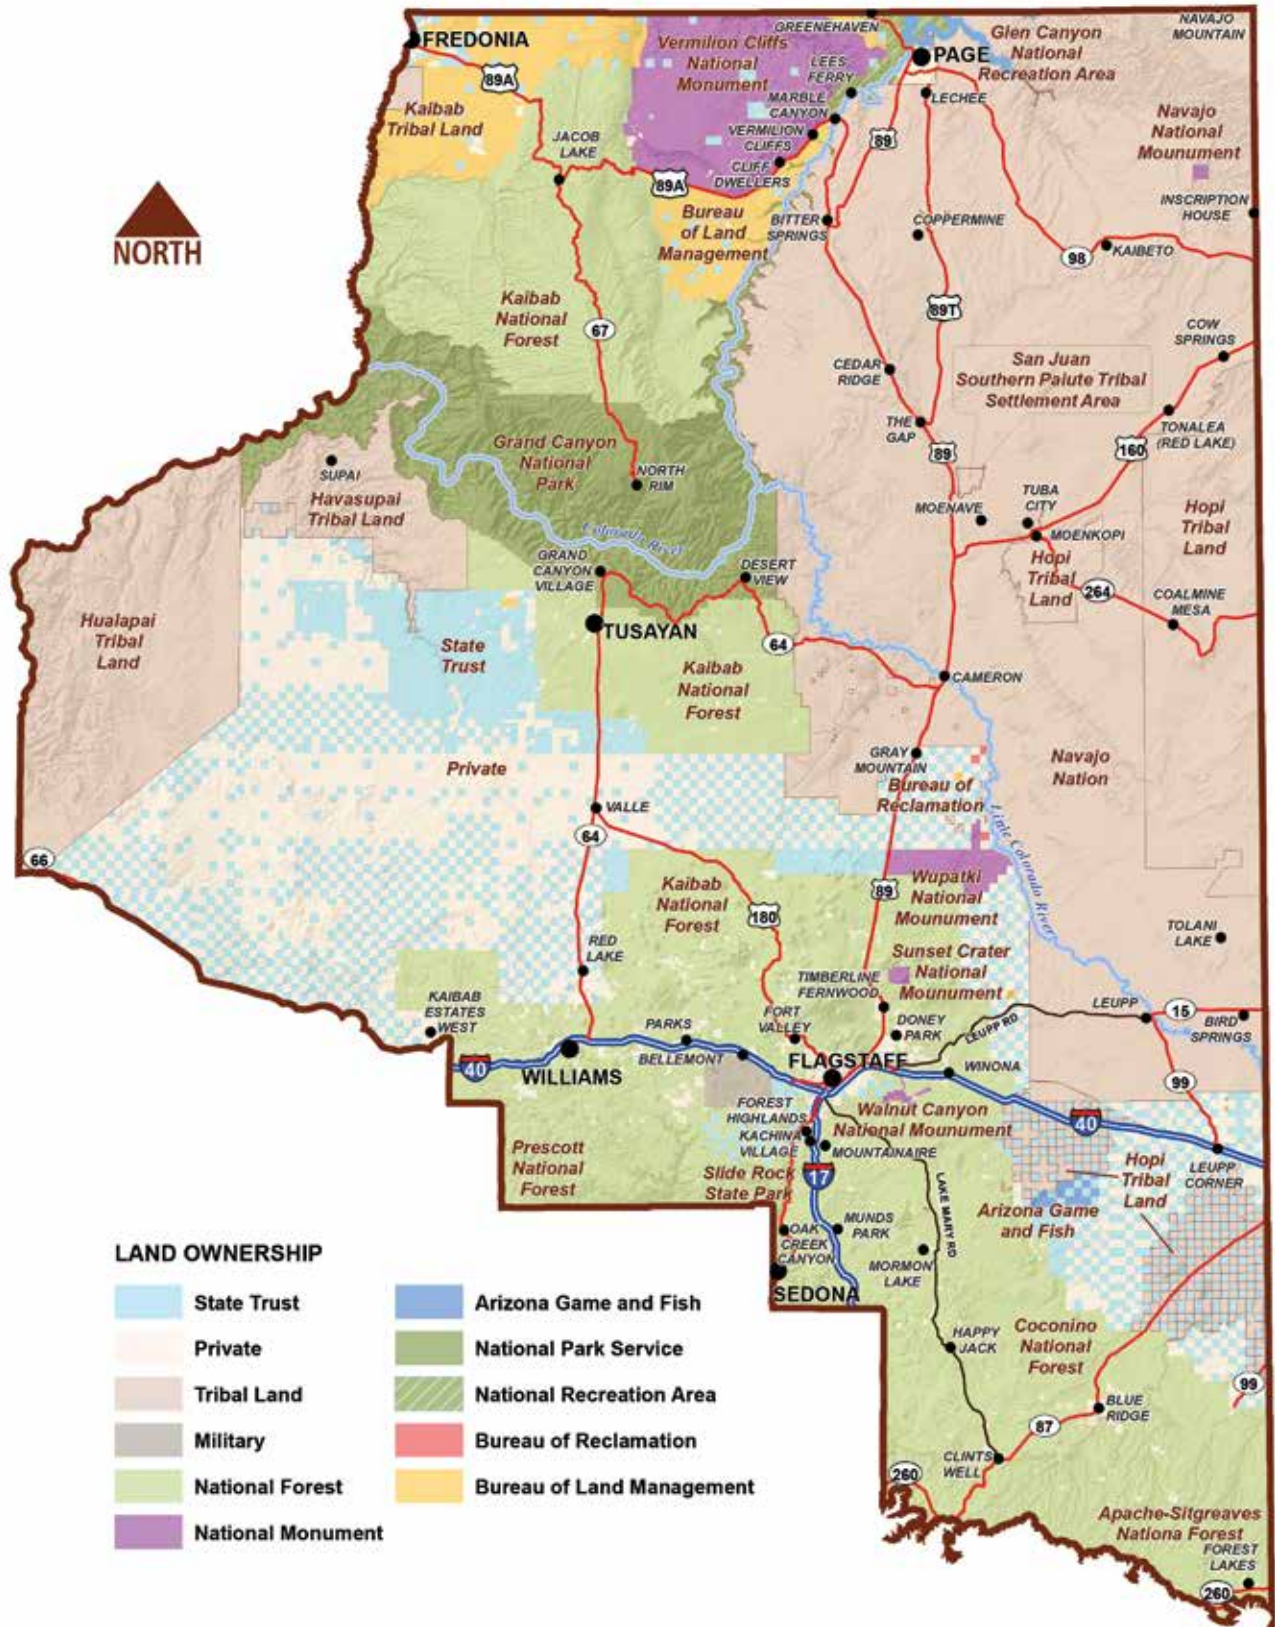 GREENEHAVEN
NAVAJO
MOUNTAIN
FREDONIA
Vermilion Cliffs
National
Monument
Glen Canyon
National
Recreation Area
PAGE
LEES
FERRY
89A
MARBLE
CANYON
LECHEE
Kaibab
Tribal Land
Navajo
National
Mounument
JACOB
LAKE
VERMILION
CLIFFS
89
CLIFF
DWELLERS
89A
INSCRIPTION
HOUSE
NORTH
Bureau
of Land
Management
BITTER
SPRINGS
COPPERMINE
98
KAIBETO
Kaibab
National
Forest
67
89T
COW
SPRINGS
CEDAR
RIDGE
San Juan
Southern Paiute Tribal
Settlement Area
THE
GAP
TONALEA
(RED LAKE)
160
89
Grand Canyon
National
Park
NORTH
RIM
SUPAI
Havasupai
Tribal Land
MOENAVE
TUBA
CITY
MOENKOPI
Hopi
Tribal
Land
Hopi
Tribal
Land
Colorado River
GRAND
CANYON
VILLAGE
DESERT
VIEW
264
COALMINE
MESA
Hualapai
Tribal
Land
TUSAYAN
State
Trust
64
Kaibab
National
Forest
CAMERON
GRAY
MOUNTAIN
Navajo
Nation
Private
Bureau of
Reclamation
VALLE
64
Little Colorado River
66
Kaibab
National
Forest
180
89
Wupatki
National
Mounument
TOLANI
LAKE
RED
LAKE
Sunset Crater
National
Mounument
TIMBERLINE
FERNWOOD
KAIBAB
ESTATES
WEST
PARKS
FORT
VALLEY
DONEY
PARK
LEUPP RD
LEUPP
15
BIRD
SPRINGS
BELLEMONT
FLAGSTAFF
WINONA
40
WILLIAMS
99
FOREST
HIGHLANDS
Walnut Canyon
National Mounument
40
KACHINA
VILLAGE
MOUNTAINAIRE
Prescott
National
Forest
Slide Rock
State Park
17
LAKE MARY RD
Hopi
Tribal
Land
LEUPP
CORNER
Arizona Game
and Fish
OAK
CREEK
CANYON
MUNDS
PARK
MORMON
LAKE
SEDONA
HAPPY
JACK
Coconino
National
Forest
99
BLUE
RIDGE
87
CLINTS
WELL
260
Apache-Sitgreaves
Nationa Forest
FOREST
LAKES
260
LAND OWNERSHIP
State Trust
Private
Tribal Land
Military
National Forest
National Monument
Arizona Game and Fish
National Park Service
National Recreation Area
Bureau of Reclamation
Bureau of Land Management